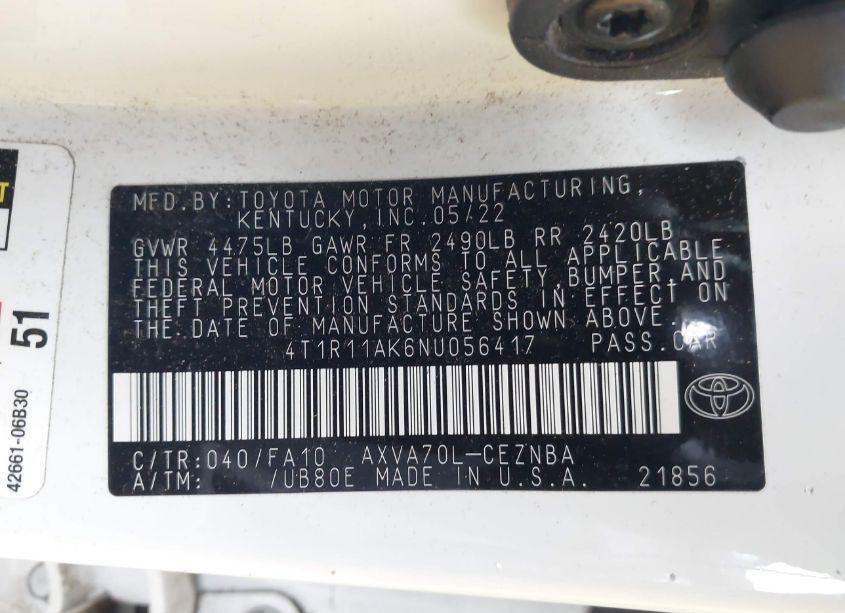 MFD.BY:TOYOTA MOTOR MANUFACTURING,
KENTUCKY,INC.05/22
GVWR 4475LB GAWR FR 2490LB RR 2420LB
THIS VEHICLE CONFORMS TO ALL APPLICABLE
FEDERAL MOTOR VEHICLE SAFETY,BUMPER,AND
THEFT PREVENTION STANDARDS IN EFFECT ON
THE DATE OF MANUFACTURE SHOWN ABOVE.
4T1R11AK6NU056417 PASS.CAR
C/TR:040/FA10 AXVA70L-CEZNBA
A/TM: /UB80E MADE IN U.S.A. 21856
51
42661-06B30